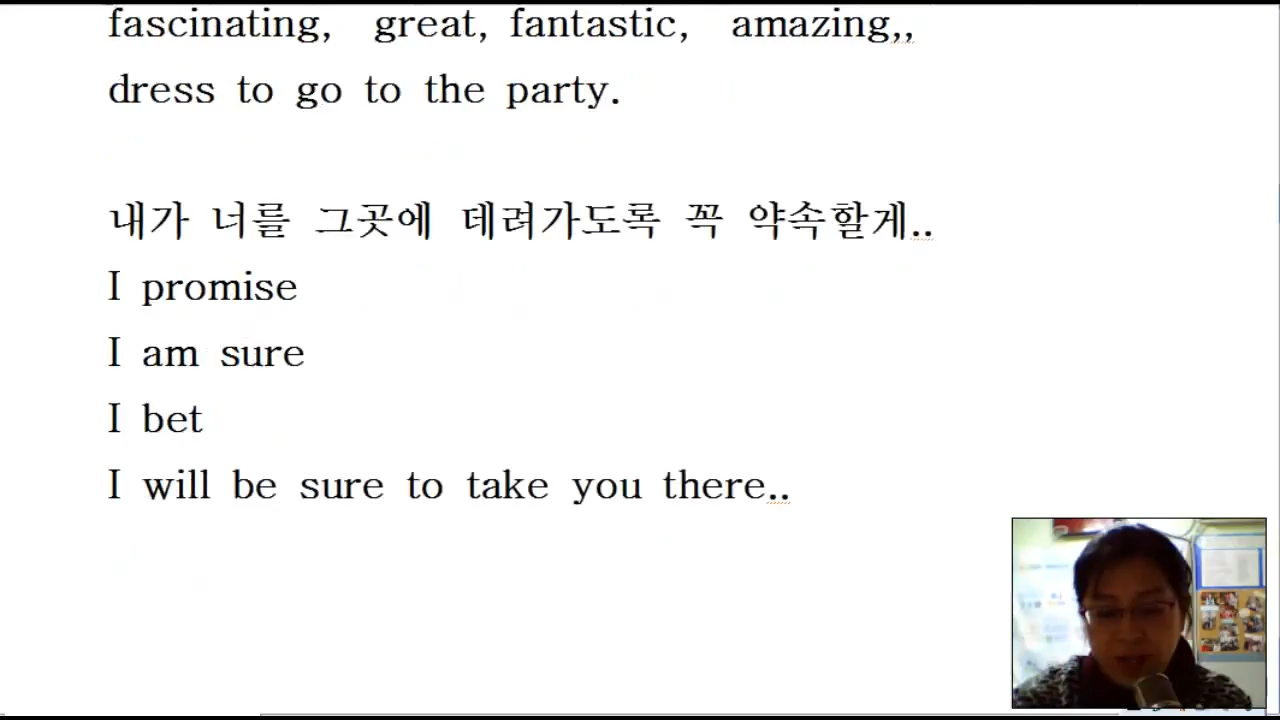 fascinating, great, fantastic, amazing,,
dress to go to the party.
내가 너를 그곳에 데려가도록 꼭 약속할게..
I promise
I am sure
I bet
I will be sure to take you there..